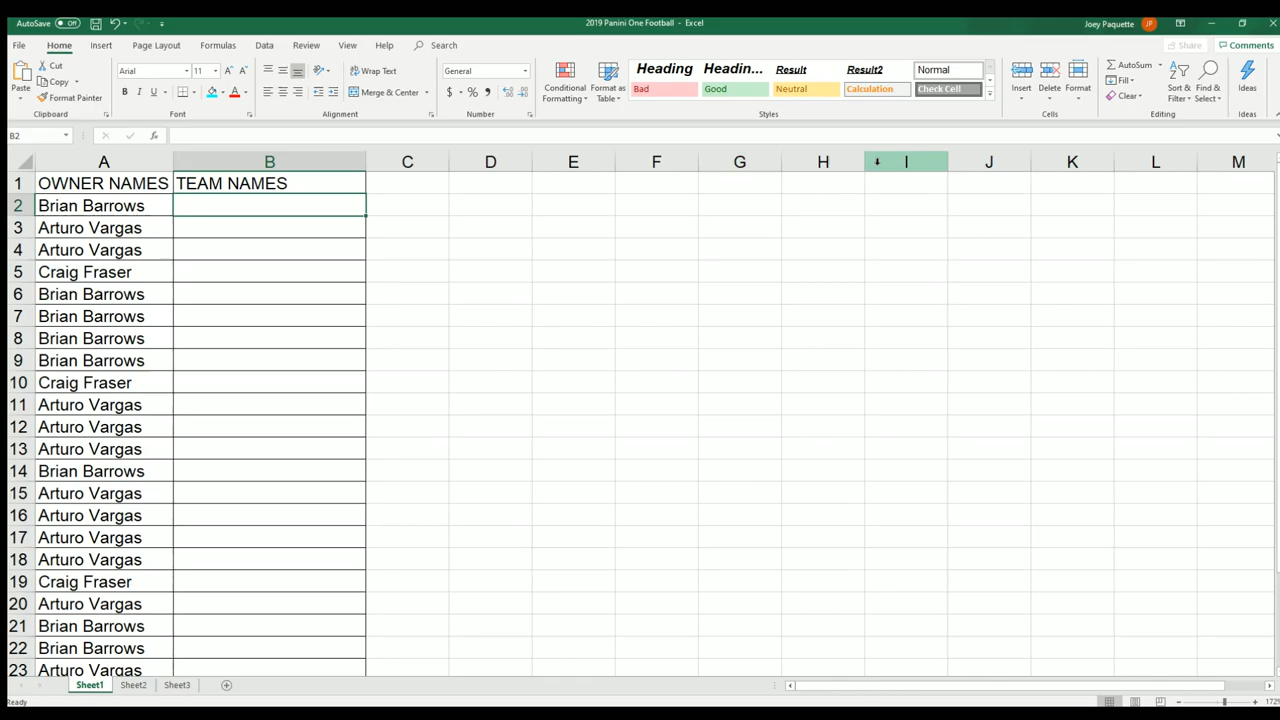 AutoSave Off 2019 Panini One Football - Excel Joey Paquette JP
File Home Insert Page Layout Formulas Data Review View Help Search Share Comments
Paste Cut Copy Format Painter Clipboard
Arial 11 B I U A Font
Wrap Text Merge & Center Alignment
General $ % Number
Conditional Formatting Format as Table Heading Headin... Result Result2 Normal
Bad Good Neutral Calculation Check Cell Styles
Insert Delete Format Cells
AutoSum Fill Clear Sort & Filter Find & Select Editing
Ideas Ideas
B2 fx
A B C D E F G H I J K L M
1 OWNER NAMES TEAM NAMES
2 Brian Barrows
3 Arturo Vargas
4 Arturo Vargas
5 Craig Fraser
6 Brian Barrows
7 Brian Barrows
8 Brian Barrows
9 Brian Barrows
10 Craig Fraser
11 Arturo Vargas
12 Arturo Vargas
13 Arturo Vargas
14 Brian Barrows
15 Arturo Vargas
16 Arturo Vargas
17 Arturo Vargas
18 Arturo Vargas
19 Craig Fraser
20 Arturo Vargas
21 Brian Barrows
22 Brian Barrows
23 Arturo Vargas
Sheet1 Sheet2 Sheet3
Ready